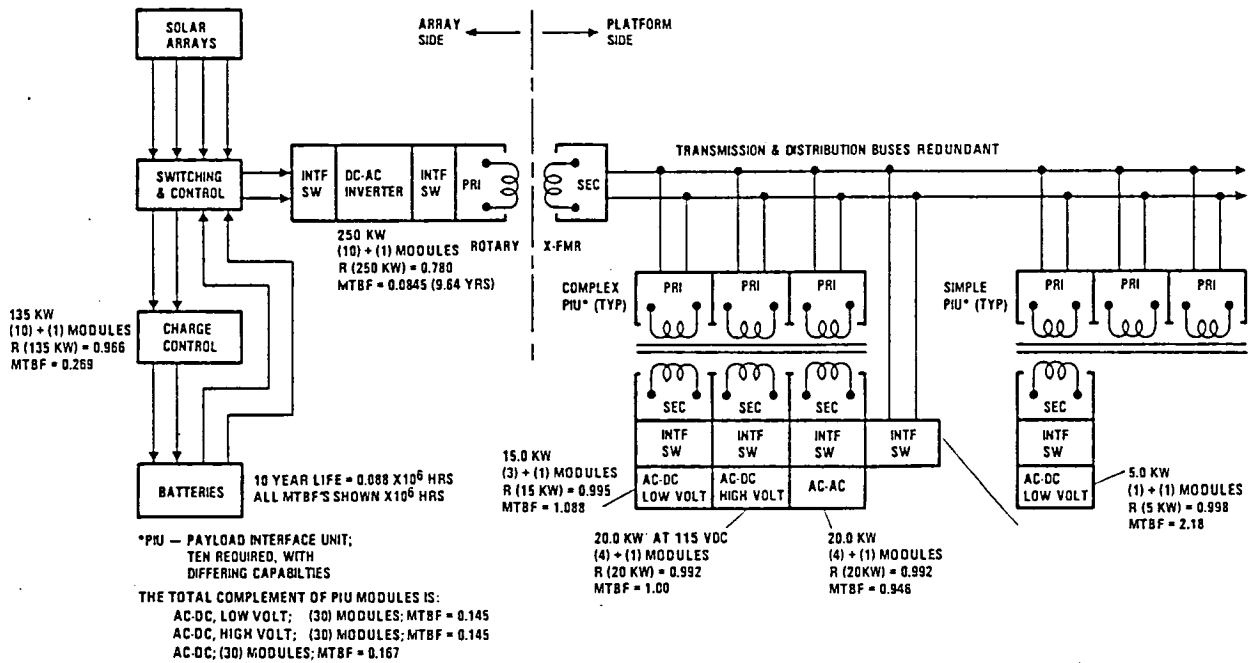 SOLAR
ARRAYS
ARRAY
SIDE
PLATFORM
SIDE
SWITCHING
& CONTROL
INTF
SW
DC-AC
INVERTER
INTF
SW
PRI
SEC
TRANSMISSION & DISTRIBUTION BUSES REDUNDANT
250 KW
(10) + (1) MODULES
R (250 KW) = 0.780
MTBF = 0.0845 (9.64 YRS)
ROTARY
X-FMR
135 KW
(10) + (1) MODULES
R (135 KW) = 0.966
MTBF = 0.269
CHARGE
CONTROL
BATTERIES
10 YEAR LIFE = 0.088 X10⁶ HRS
ALL MTBF'S SHOWN X10⁶ HRS
COMPLEX
PIU* (TYP)
PRI
PRI
PRI
SEC
SEC
SEC
INTF
SW
INTF
SW
INTF
SW
INTF
SW
AC-DC
LOW VOLT
AC-DC
HIGH VOLT
AC-AC
15.0 KW
(3) + (1) MODULES
R (15 KW) = 0.995
MTBF = 1.088
20.0 KW AT 115 VDC
(4) + (1) MODULES
R (20 KW) = 0.992
MTBF = 1.00
20.0 KW
(4) + (1) MODULES
R (20KW) = 0.992
MTBF = 0.946
SIMPLE
PIU* (TYP)
PRI
PRI
PRI
SEC
INTF
SW
AC-DC
LOW VOLT
5.0 KW
(1) + (1) MODULES
R (5 KW) = 0.998
MTBF = 2.18
*PIU — PAYLOAD INTERFACE UNIT;
TEN REQUIRED, WITH
DIFFERING CAPABILTIES
THE TOTAL COMPLEMENT OF PIU MODULES IS:
AC-DC, LOW VOLT; (30) MODULES; MTBF = 0.145
AC-DC, HIGH VOLT; (30) MODULES; MTBF = 0.145
AC-DC; (30) MODULES; MTBF = 0.167